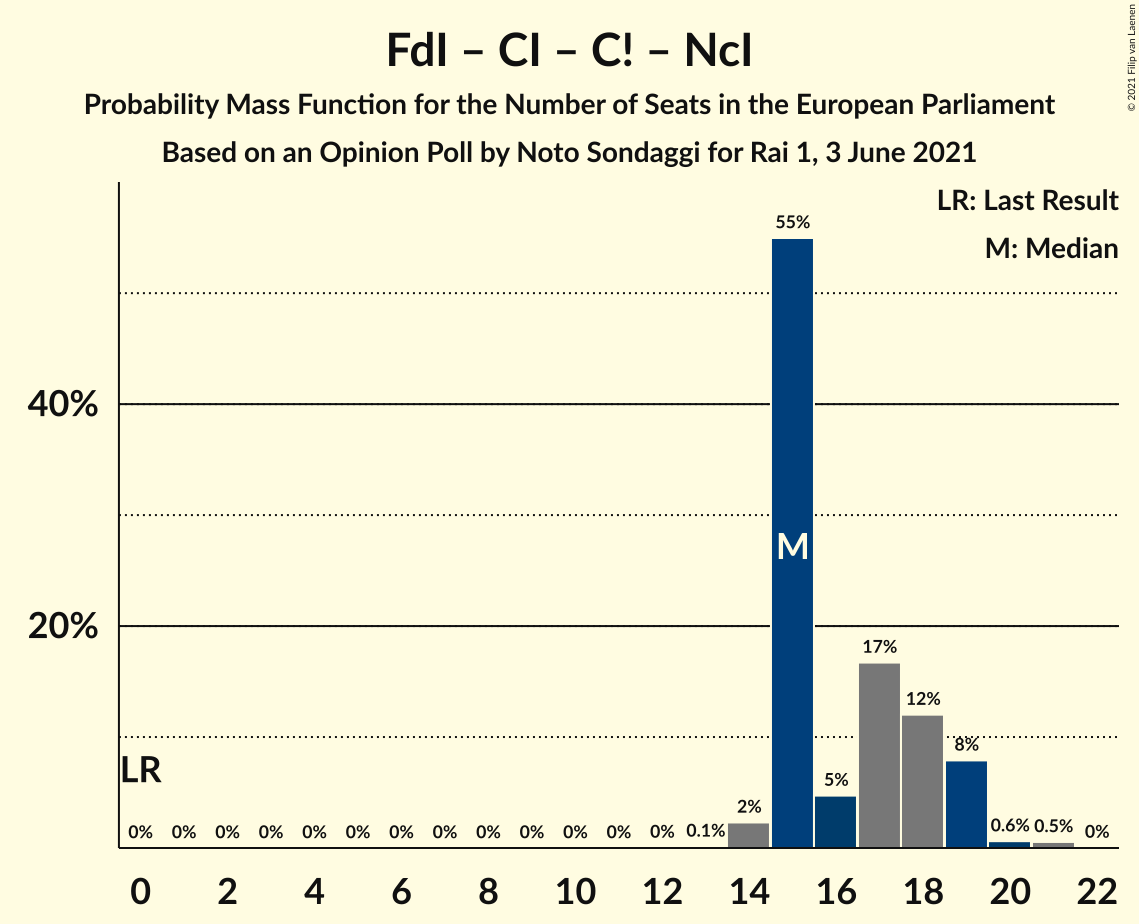 FdI – CI – C! – NcI
Probability Mass Function for the Number of Seats in the European Parliament
Based on an Opinion Poll by Noto Sondaggi for Rai 1, 3 June 2021
© 2021 Filip van Laenen
LR: Last Result
M: Median
55%
40%
M
20%
17%
12%
8%
LR
5%
2%
0% 0% 0% 0% 0% 0% 0% 0% 0% 0% 0% 0% 0% 0.1% 0.6% 0.5% 0%
0 2 4 6 8 10 12 14 16 18 20 22